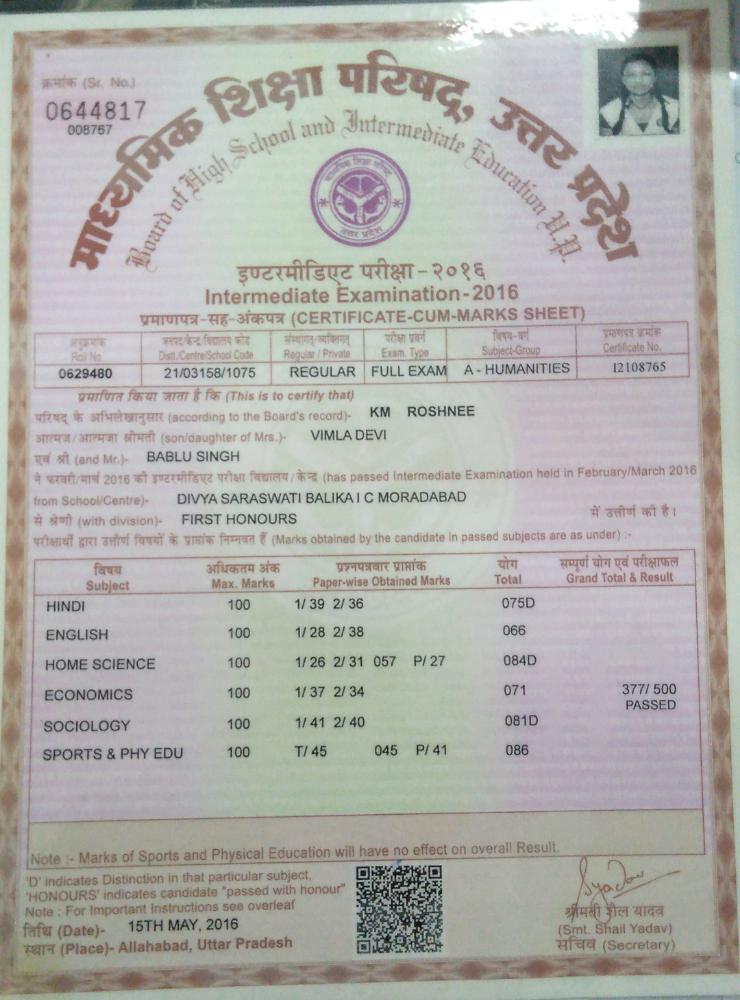 क्रमांक (Sr. No.)
0644817
008767
माध्यमिक शिक्षा परिषद्, उत्तर प्रदेश
Board of High School and Intermediate Education U.P.
माध्यमिक शिक्षा परिषद्
उत्तर प्रदेश
इण्टरमीडिएट परीक्षा - २०१६
Intermediate Examination - 2016
प्रमाणपत्र-सह-अंकपत्र (CERTIFICATE-CUM-MARKS SHEET)
अनुक्रमांक जनपद/केन्द्र/विद्यालय कोड संस्थागत/व्यक्तिगत परीक्षा प्रवर्ग विषय-वर्ग प्रमाणपत्र क्रमांक
Roll No. Distt./Centre/School Code Regular / Private Exam. Type Subject-Group Certificate No.
0629480 21/03158/1075 REGULAR FULL EXAM A - HUMANITIES 12108765
प्रमाणित किया जाता है कि (This is to certify that)
परिषद के अभिलेखानुसार (according to the Board's record)- KM ROSHNEE
आत्मज/आत्मजा श्रीमती (son/daughter of Mrs.)- VIMLA DEVI
एवं श्री (and Mr.)- BABLU SINGH
ने फरवरी/मार्च 2016 की इण्टरमीडिएट परीक्षा विद्यालय/केन्द्र (has passed Intermediate Examination held in February/March 2016
from School/Centre)- DIVYA SARASWATI BALIKA I C MORADABAD
से श्रेणी (with division)- FIRST HONOURS में उत्तीर्ण की है।
परीक्षार्थी द्वारा उत्तीर्ण विषयों के प्राप्तांक निम्नवत हैं (Marks obtained by the candidate in passed subjects are as under) :-
विषय अधिकतम अंक प्रश्नपत्रवार प्राप्तांक योग सम्पूर्ण योग एवं परीक्षाफल
Subject Max. Marks Paper-wise Obtained Marks Total Grand Total & Result
HINDI 100 1/ 39 2/ 36 075D
ENGLISH 100 1/ 28 2/ 38 066
HOME SCIENCE 100 1/ 26 2/ 31 057 P/ 27 084D
ECONOMICS 100 1/ 37 2/ 34 071 377/ 500
PASSED
SOCIOLOGY 100 1/ 41 2/ 40 081D
SPORTS & PHY EDU 100 T/ 45 045 P/ 41 086
Note :- Marks of Sports and Physical Education will have no effect on overall Result.
'D' indicates Distinction in that particular subject,
'HONOURS' indicates candidate "passed with honour"
Note : For Important Instructions see overleaf
तिथि (Date)- 15TH MAY, 2016
स्थान (Place)- Allahabad, Uttar Pradesh
Syadav
श्रीमती शैल यादव
(Smt. Shail Yadav)
सचिव (Secretary)